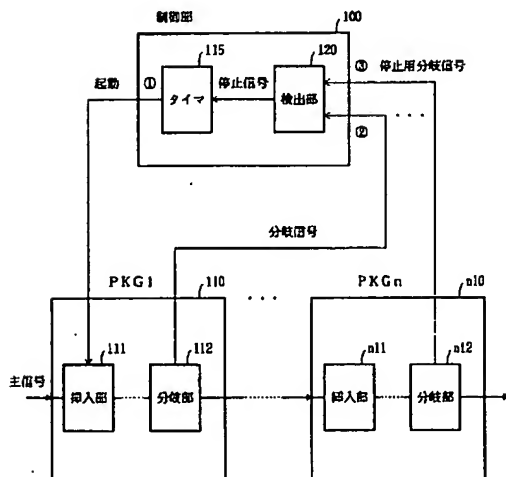 制御部
100
115
120
起動
①
タイマ
停止信号
検出部
③ 停止用分岐信号
②
・・・
分岐信号
PKG1
110
・・・
PKGn
n10
111
112
n11
n12
主信号
挿入部
分岐部
挿入部
分岐部